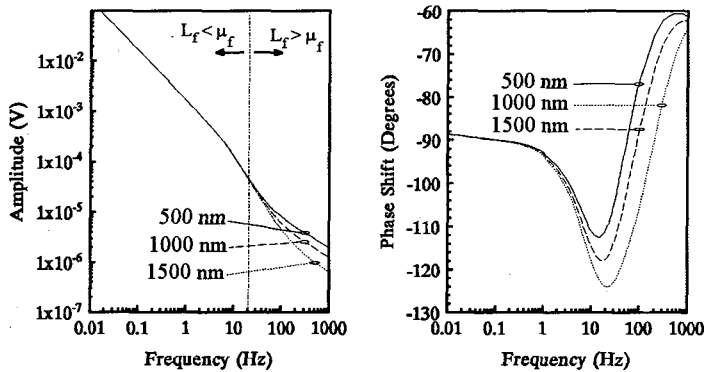 L_f<μ_f L_f>μ_f
1x10^-2
1x10^-3
1x10^-4
1x10^-5
1x10^-6
1x10^-7
Amplitude (V)
500 nm
1000 nm
1500 nm
0.01 0.1 1 10 100 1000
Frequency (Hz)
-60
-70
-80
-90
-100
-110
-120
-130
Phase Shift (Degrees)
500 nm
1000 nm
1500 nm
0.01 0.1 1 10 100 1000
Frequency (Hz)